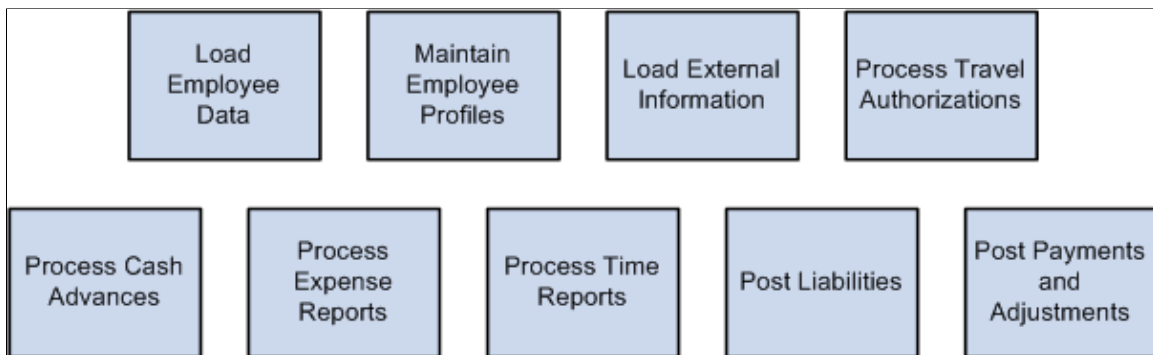 Load
Employee
Data
Maintain
Employee
Profiles
Load External
Information
Process Travel
Authorizations
Process Cash
Advances
Process
Expense
Reports
Process Time
Reports
Post Liabilities
Post Payments
and
Adjustments